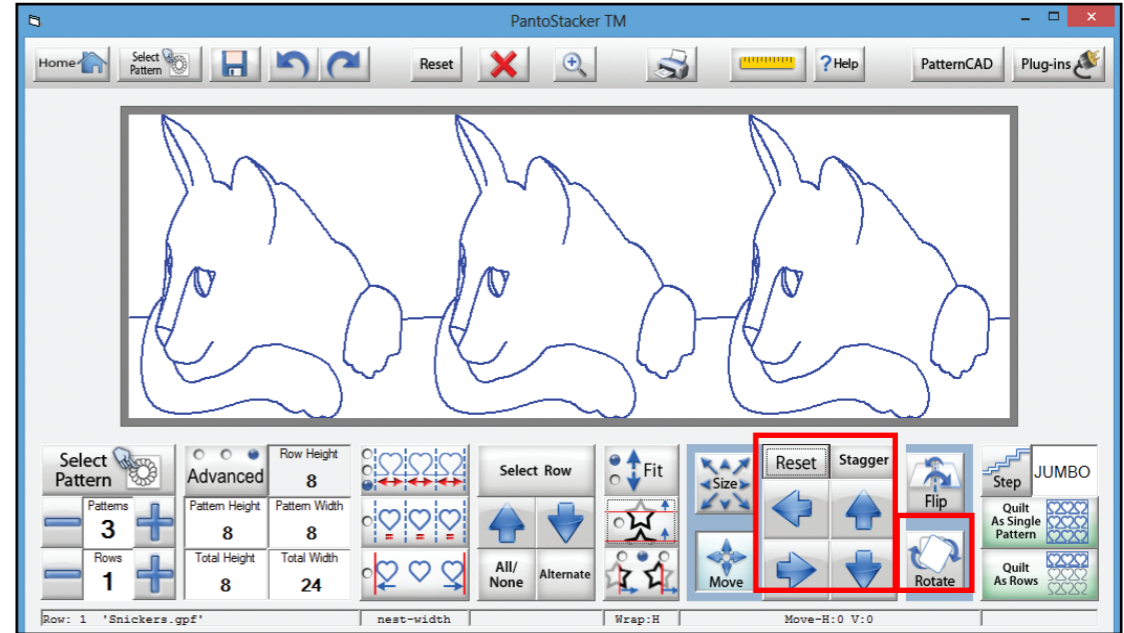 PantoStacker TM
Home
Select
Pattern
Reset
?Help
PatternCAD
Plug-ins
Select
Pattern
Advanced
Row Height
8
Patterns
3
Pattern Height
8
Pattern Width
8
Rows
1
Total Height
8
Total Width
24
Select Row
All/
None
Alternate
Fit
Size
Move
Reset
Stagger
Flip
Rotate
Step
JUMBO
Quilt
As Single
Pattern
Quilt
As Rows
Row: 1 'Snickers.gpf'
nest-width
Wrap:H
Move-H:0 V:0